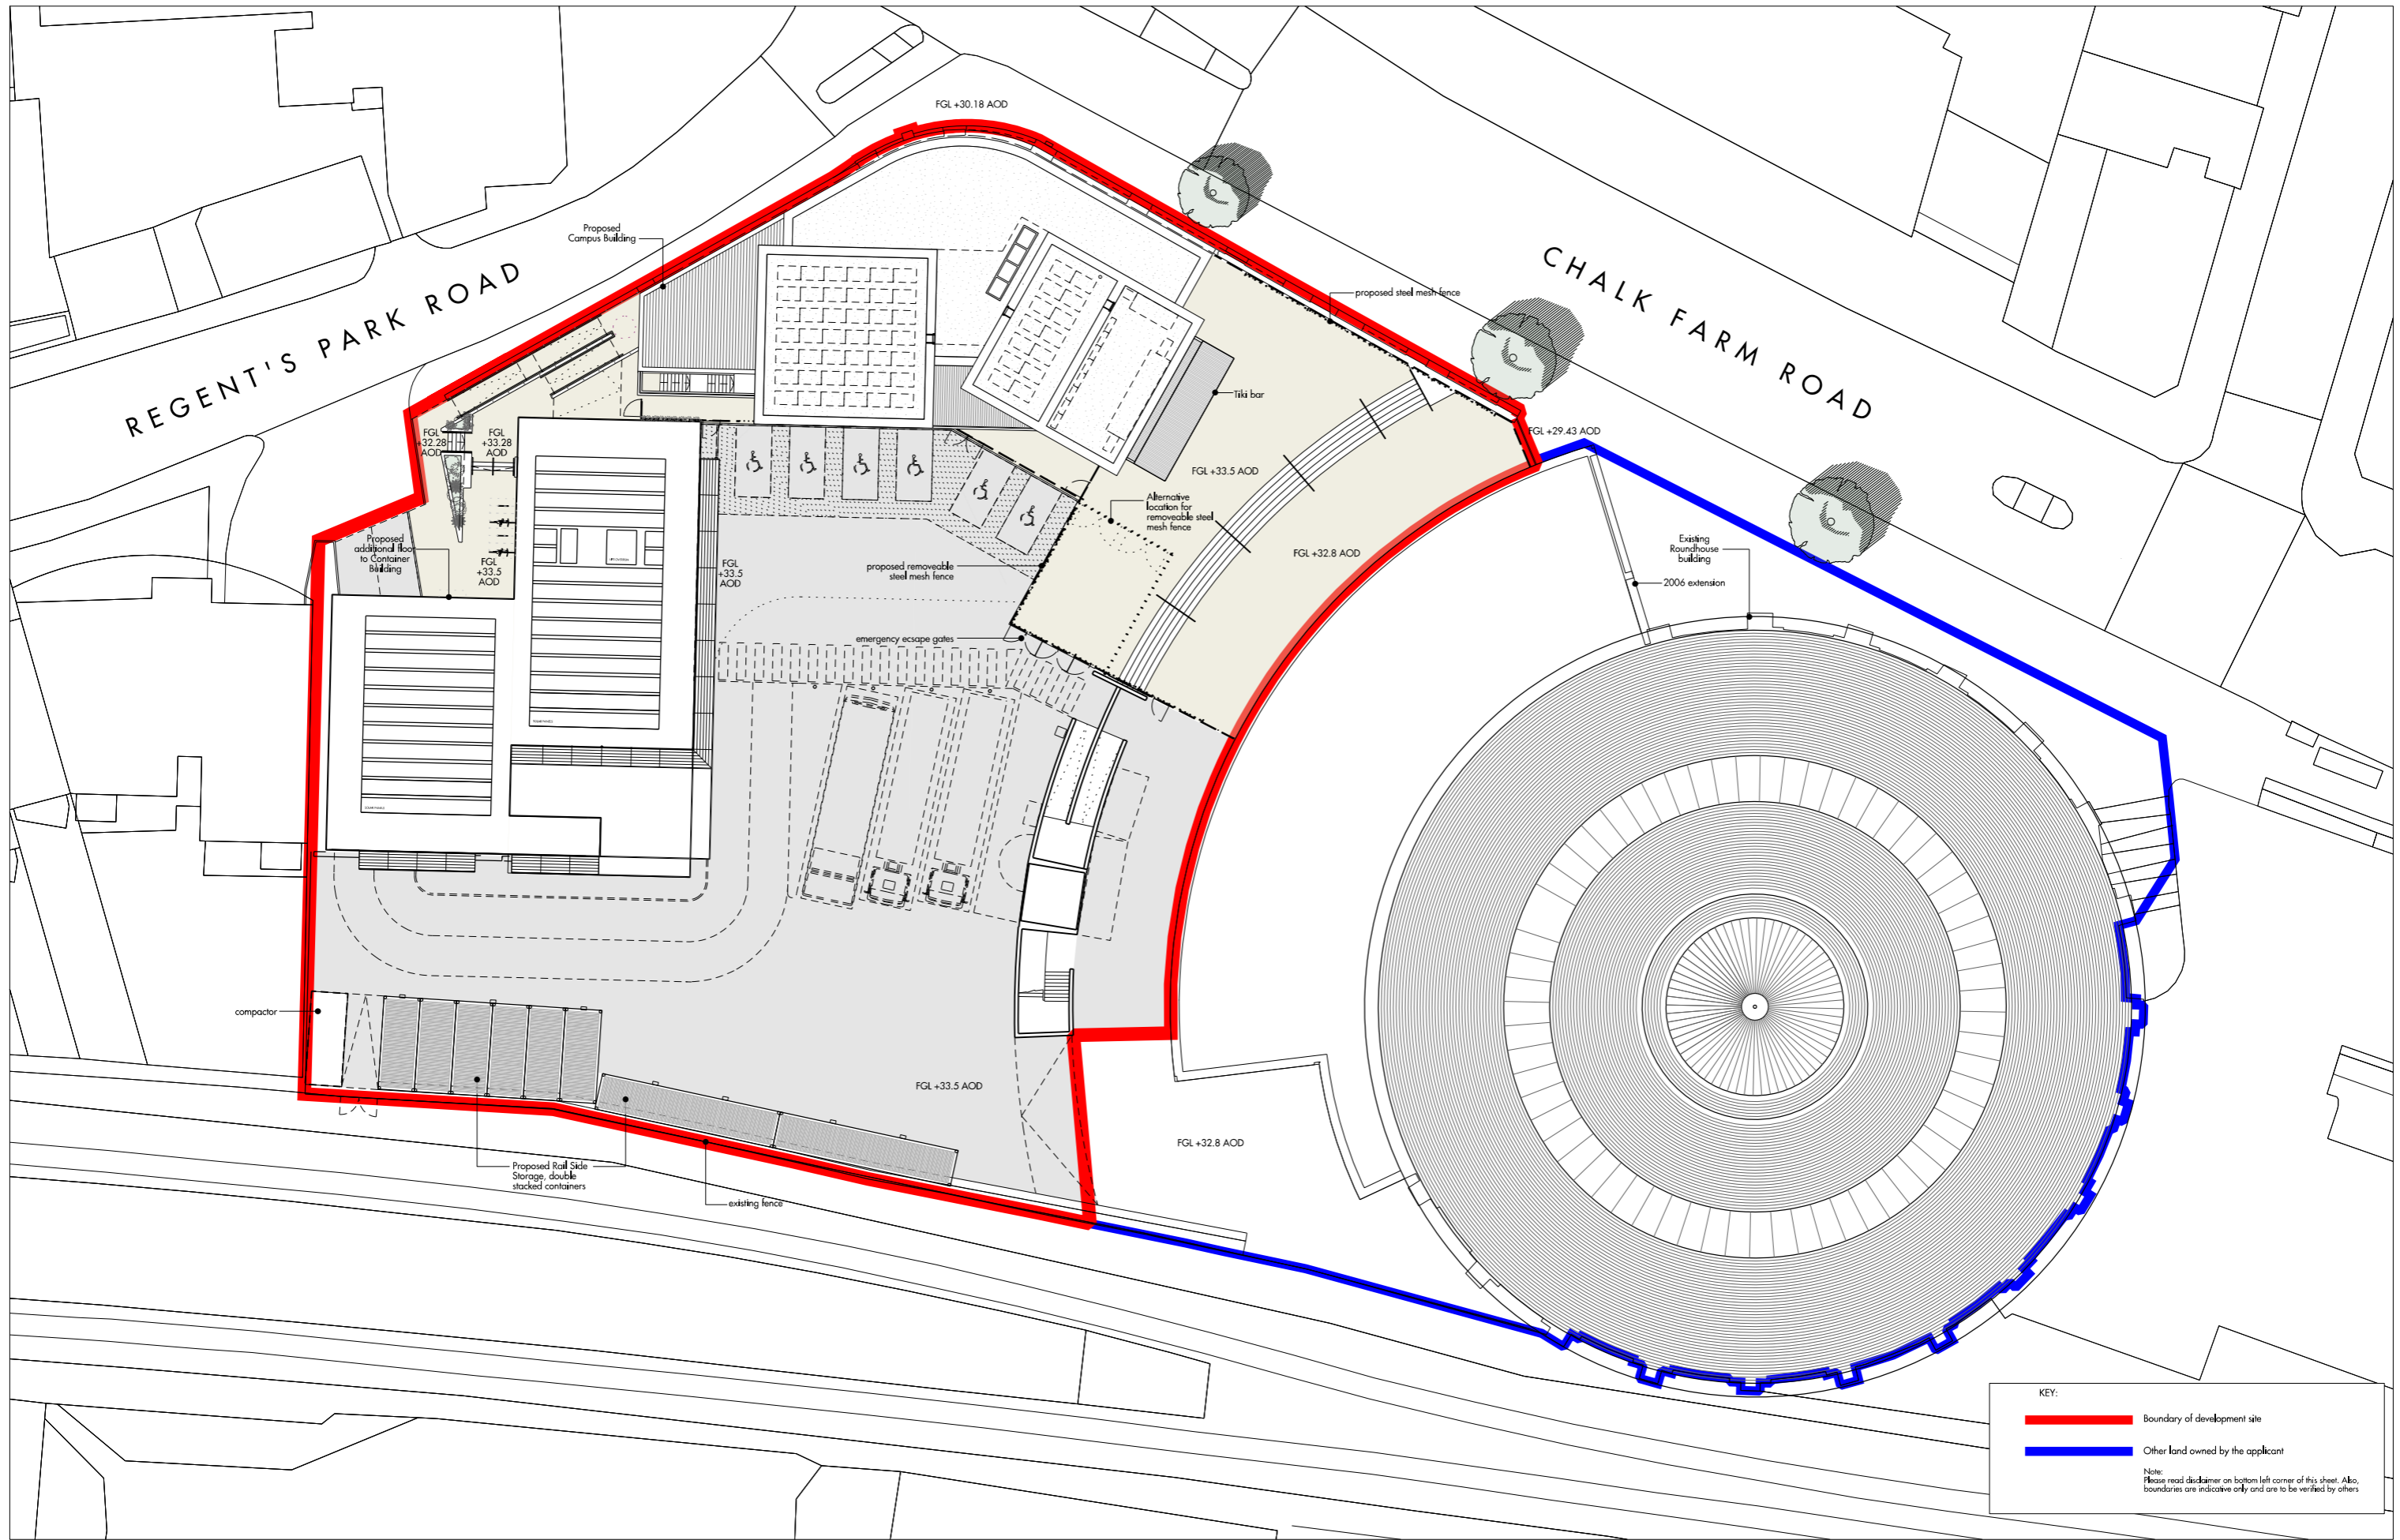 FGL +30.18 AOD
Proposed
Campus Building
REGENT'S PARK ROAD
CHALK FARM ROAD
proposed steel mesh fence
Tiki bar
FGL
+32.28
AOD
FGL
+33.28
AOD
FGL +29.43 AOD
FGL +33.5 AOD
Alternative
location for
removeable steel
mesh fence
Proposed
additional floor
to Container
Building
FGL
+33.5
AOD
FGL
+33.5
AOD
proposed removeable
steel mesh fence
FGL +32.8 AOD
Existing
Roundhouse
building
2006 extension
emergency ecsape gates
compactor
FGL +33.5 AOD
FGL +32.8 AOD
Proposed Rail Side
Storage, double
stacked containers
existing fence
KEY:
Boundary of development site
Other land owned by the applicant
Note:
Please read disclaimer on bottom left corner of this sheet. Also,
boundaries are indicative only and are to be verified by others